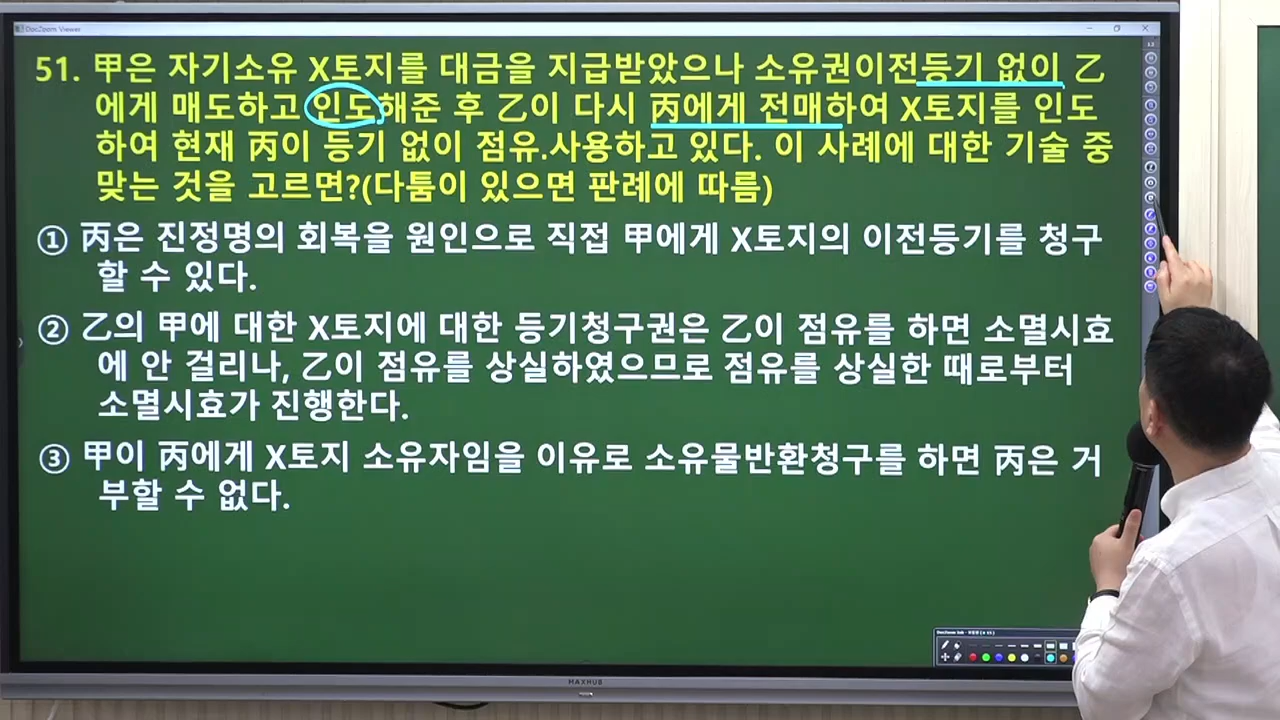 Doc2oom Viewer
51. 甲은 자기소유 X토지를 대금을 지급받았으나 소유권이전등기 없이 乙
에게 매도하고 인도해준 후 乙이 다시 丙에게 전매하여 X토지를 인도
하여 현재 丙이 등기 없이 점유.사용하고 있다. 이 사례에 대한 기술 중
맞는 것을 고르면?(다툼이 있으면 판례에 따름)
① 丙은 진정명의 회복을 원인으로 직접 甲에게 X토지의 이전등기를 청구
할 수 있다.
② 乙의 甲에 대한 X토지에 대한 등기청구권은 乙이 점유를 하면 소멸시효
에 안 걸리나, 乙이 점유를 상실하였으므로 점유를 상실한 때로부터
소멸시효가 진행한다.
③ 甲이 丙에게 X토지 소유자임을 이유로 소유물반환청구를 하면 丙은 거
부할 수 없다.
MAXHUB